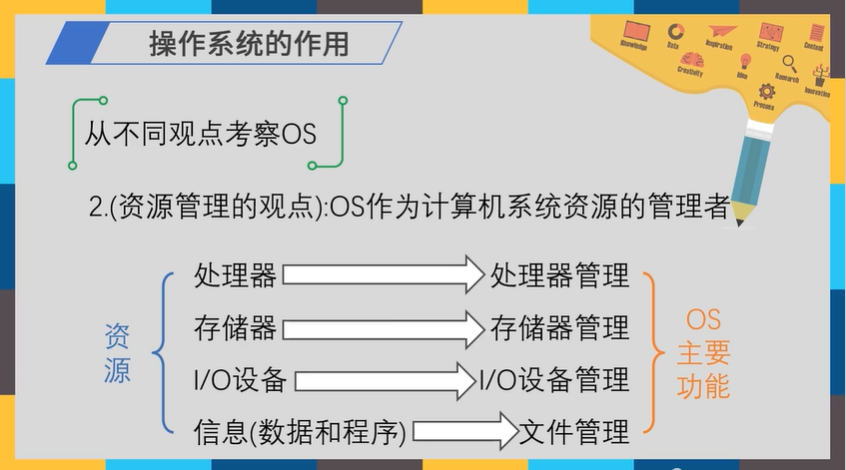 操作系统的作用
Knowledge
Data
Inspiration
Strategy
Content
Creativity
Idea
Research
Innovation
Process
从不同观点考察OS
2.(资源管理的观点):OS作为计算机系统资源的管理者
资源
处理器 处理器管理
存储器 存储器管理
I/O设备 I/O设备管理
信息(数据和程序) 文件管理
OS
主要
功能